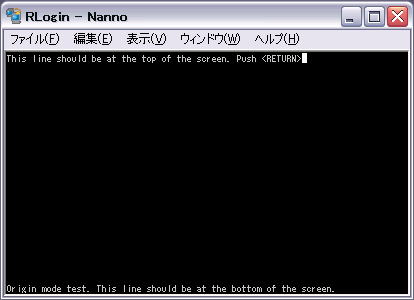 RLogin - Nanno
ファイル(F) 編集(E) 表示(V) ウィンドウ(W) ヘルプ(H)
This line should be at the top of the screen. Push <RETURN>
Origin mode test. This line should be at the bottom of the screen.